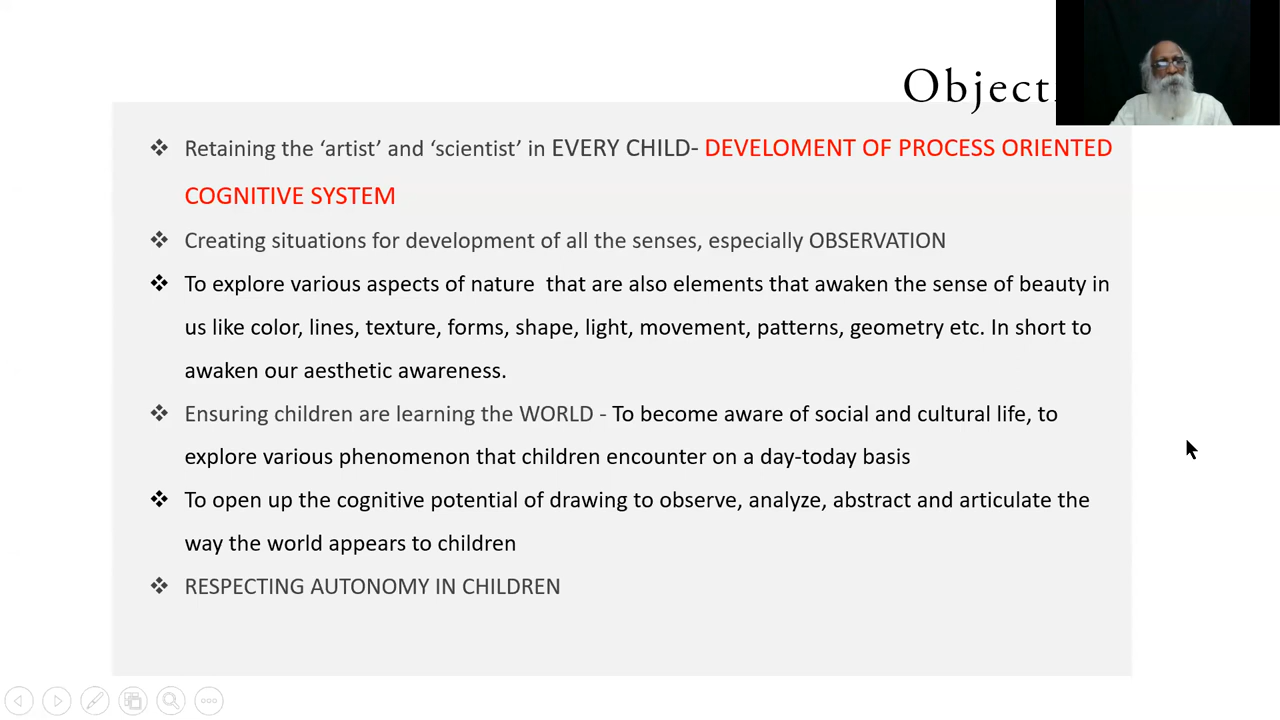 Object
❖ Retaining the ‘artist’ and ‘scientist’ in EVERY CHILD- DEVELOMENT OF PROCESS ORIENTED
COGNITIVE SYSTEM
❖ Creating situations for development of all the senses, especially OBSERVATION
❖ To explore various aspects of nature that are also elements that awaken the sense of beauty in
us like color, lines, texture, forms, shape, light, movement, patterns, geometry etc. In short to
awaken our aesthetic awareness.
❖ Ensuring children are learning the WORLD - To become aware of social and cultural life, to
explore various phenomenon that children encounter on a day-today basis
❖ To open up the cognitive potential of drawing to observe, analyze, abstract and articulate the
way the world appears to children
❖ RESPECTING AUTONOMY IN CHILDREN